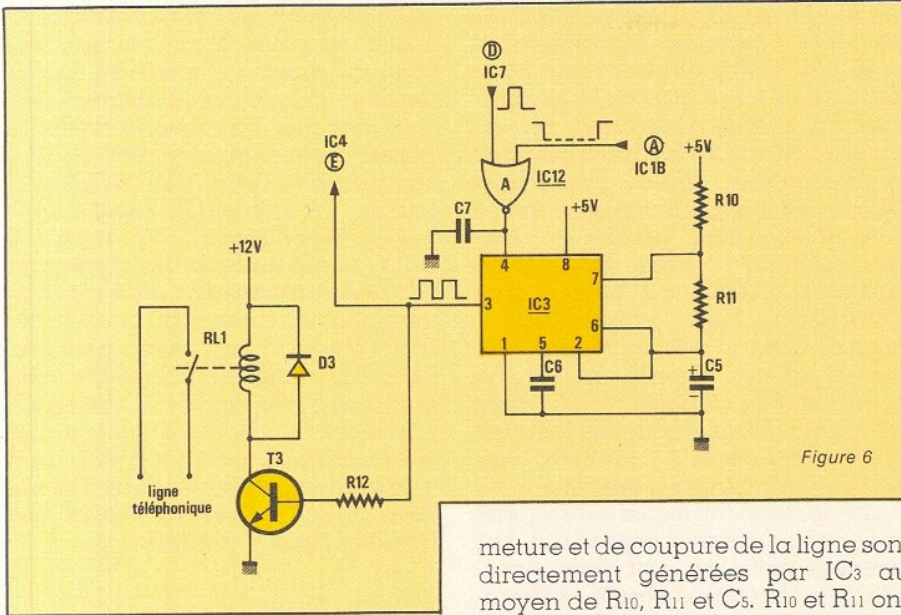 D
IC7
IC4
E
A
IC1B
+5V
A
IC12
C7
+5V
R10
+12V
4
8
7
3
IC3
R11
6
1
5
2
C6
+
C5
−
RL1
D3
T3
R12
ligne
téléphonique
Figure 6
meture et de coupure de la ligne son
directement générées par IC3 au
moyen de R10, R11 et C5. R10 et R11 on